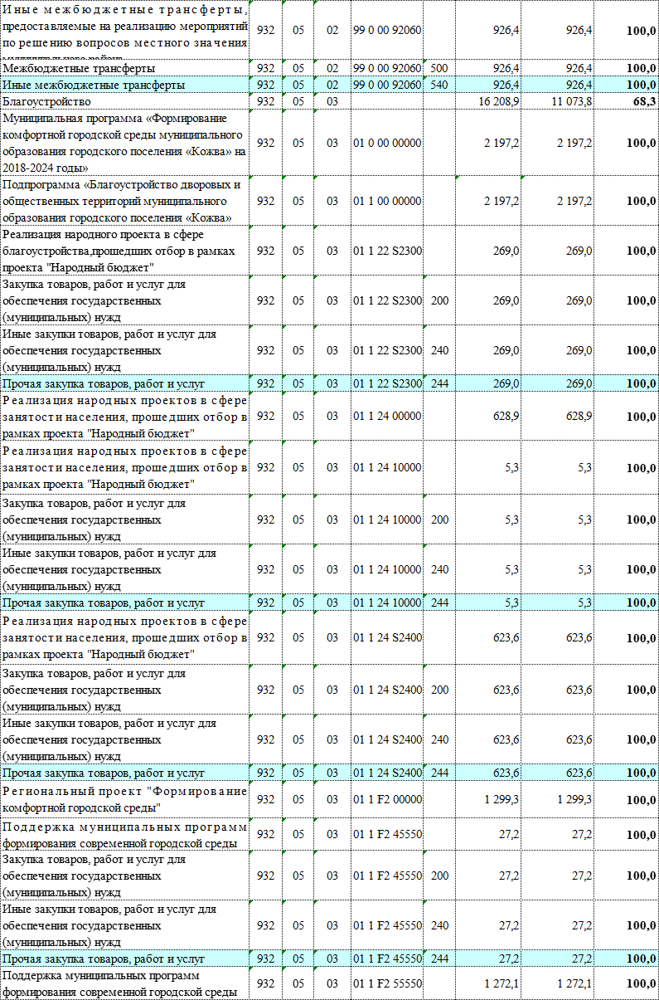 Иные межбюджетные трансферты,
предоставляемые на реализацию мероприятий
по решению вопросов местного значения 932 05 02 99 0 00 92060 926,4 926,4 100,0
Межбюджетные трансферты 932 05 02 99 0 00 92060 500 926,4 926,4 100,0
Иные межбюджетные трансферты 932 05 02 99 0 00 92060 540 926,4 926,4 100,0
Благоустройство 932 05 03 16 208,9 11 073,8 68,3
Муниципальная программа «Формирование
комфортной городской среды муниципального
образования городского поселения «Кожва» на
2018-2024 годы» 932 05 03 01 0 00 00000 2 197,2 2 197,2 100,0
Подпрограмма «Благоустройство дворовых и
общественных территорий муниципального
образования городского поселения «Кожва» 932 05 03 01 1 00 00000 2 197,2 2 197,2 100,0
Реализация народного проекта в сфере
благоустройства,прошедших отбор в рамках
проекта "Народный бюджет" 932 05 03 01 1 22 S2300 269,0 269,0 100,0
Закупка товаров, работ и услуг для
обеспечения государственных
(муниципальных) нужд 932 05 03 01 1 22 S2300 200 269,0 269,0 100,0
Иные закупки товаров, работ и услуг для
обеспечения государственных
(муниципальных) нужд 932 05 03 01 1 22 S2300 240 269,0 269,0 100,0
Прочая закупка товаров, работ и услуг 932 05 03 01 1 22 S2300 244 269,0 269,0 100,0
Реализация народных проектов в сфере
занятости населения, прошедших отбор в
рамках проекта "Народный бюджет" 932 05 03 01 1 24 00000 628,9 628,9 100,0
Реализация народных проектов в сфере
занятости населения, прошедших отбор в
рамках проекта "Народный бюджет" 932 05 03 01 1 24 10000 5,3 5,3 100,0
Закупка товаров, работ и услуг для
обеспечения государственных
(муниципальных) нужд 932 05 03 01 1 24 10000 200 5,3 5,3 100,0
Иные закупки товаров, работ и услуг для
обеспечения государственных
(муниципальных) нужд 932 05 03 01 1 24 10000 240 5,3 5,3 100,0
Прочая закупка товаров, работ и услуг 932 05 03 01 1 24 10000 244 5,3 5,3 100,0
Реализация народных проектов в сфере
занятости населения, прошедших отбор в
рамках проекта "Народный бюджет" 932 05 03 01 1 24 S2400 623,6 623,6 100,0
Закупка товаров, работ и услуг для
обеспечения государственных
(муниципальных) нужд 932 05 03 01 1 24 S2400 200 623,6 623,6 100,0
Иные закупки товаров, работ и услуг для
обеспечения государственных
(муниципальных) нужд 932 05 03 01 1 24 S2400 240 623,6 623,6 100,0
Прочая закупка товаров, работ и услуг 932 05 03 01 1 24 S2400 244 623,6 623,6 100,0
Региональный проект "Формирование
комфортной городской среды" 932 05 03 01 1 F2 00000 1 299,3 1 299,3 100,0
Поддержка муниципальных программ
формирования современной городской среды 932 05 03 01 1 F2 45550 27,2 27,2 100,0
Закупка товаров, работ и услуг для
обеспечения государственных
(муниципальных) нужд 932 05 03 01 1 F2 45550 200 27,2 27,2 100,0
Иные закупки товаров, работ и услуг для
обеспечения государственных
(муниципальных) нужд 932 05 03 01 1 F2 45550 240 27,2 27,2 100,0
Прочая закупка товаров, работ и услуг 932 05 03 01 1 F2 45550 244 27,2 27,2 100,0
Поддержка муниципальных программ
формирования современной городской среды 932 05 03 01 1 F2 55550 1 272,1 1 272,1 100,0